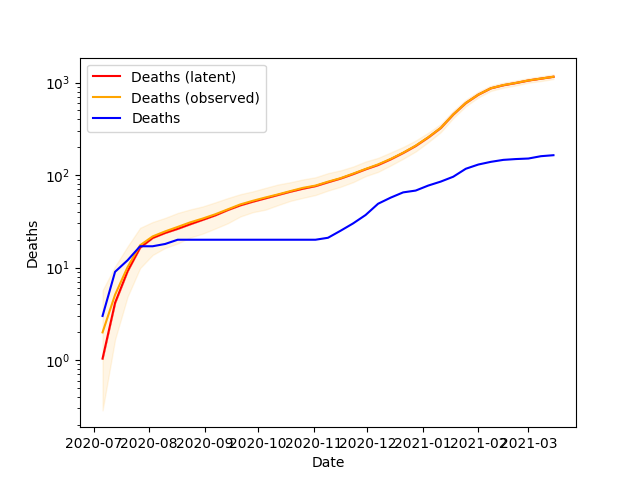 Deaths (latent)
Deaths (observed)
Deaths
10³
10²
10¹
10⁰
Deaths
2020-07 2020-08 2020-09 2020-10 2020-11 2020-12 2021-01 2021-02 2021-03
Date